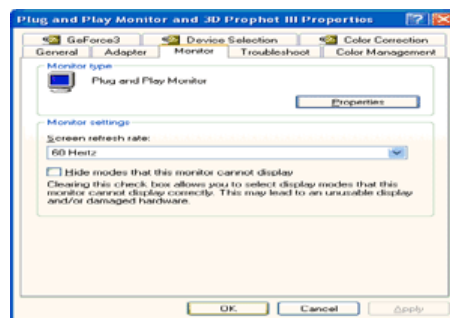 Plug and Play Monitor and 3D Prophet III Properties
GeForce3 Device Selection Color Correction
General Adapter Monitor Troubleshoot Color Management
Monitor type
Plug and Play Monitor
Properties
Monitor settings
Screen refresh rate:
60 Hertz
Hide modes that this monitor cannot display
Clearing this check box allows you to select display modes that this
monitor cannot display correctly. This may lead to an unusable display
and/or damaged hardware.
OK Cancel Apply